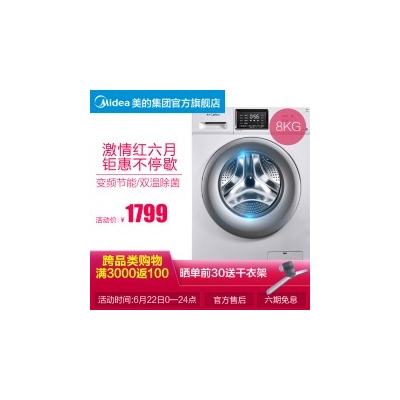 Midea 美的集团官方旗舰店
8KG
激情红六月
钜惠不停歇
变频节能/双温除菌
活动价:¥1799
跨品类购物
满3000返100
晒单前30送干衣架
活动时间:6月22日0—24点
官方售后
六期免息